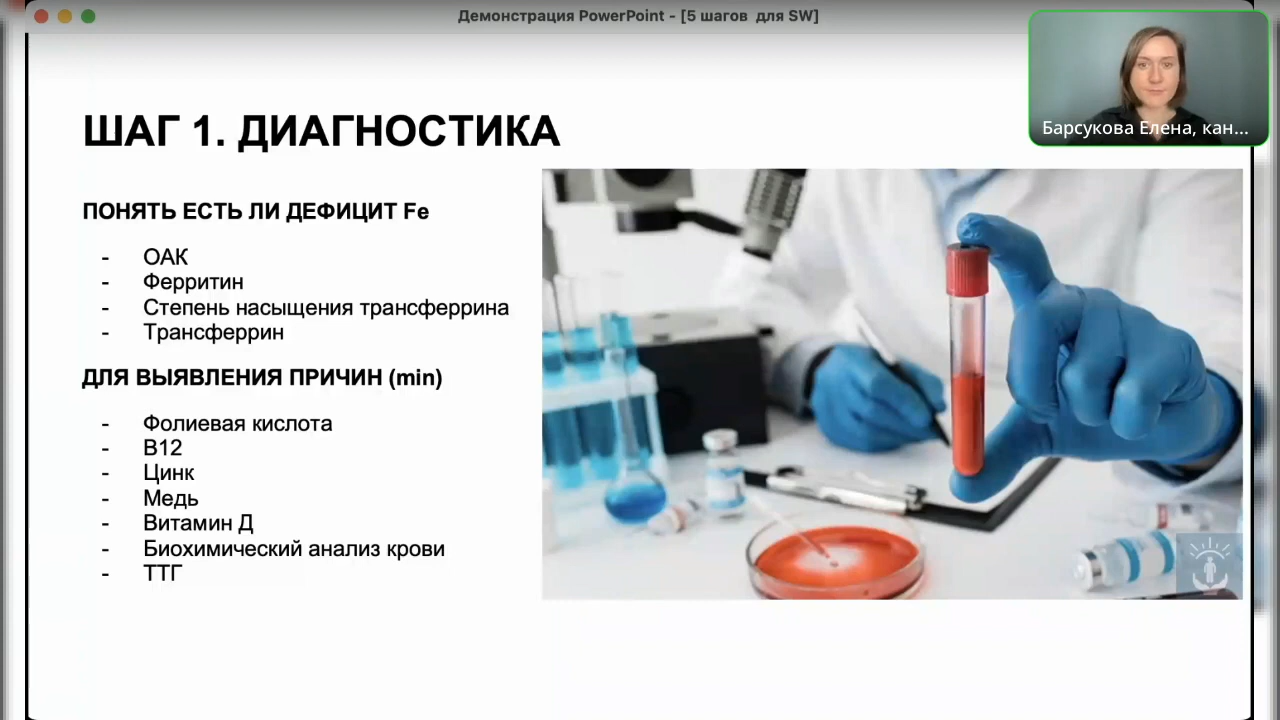 Демонстрация PowerPoint - [5 шагов для SW]
Барсукова Елена, кан...
ШАГ 1. ДИАГНОСТИКА
ПОНЯТЬ ЕСТЬ ЛИ ДЕФИЦИТ Fe
- ОАК
- Ферритин
- Степень насыщения трансферрина
- Трансферрин
ДЛЯ ВЫЯВЛЕНИЯ ПРИЧИН (min)
- Фолиевая кислота
- В12
- Цинк
- Медь
- Витамин Д
- Биохимический анализ крови
- ТТГ